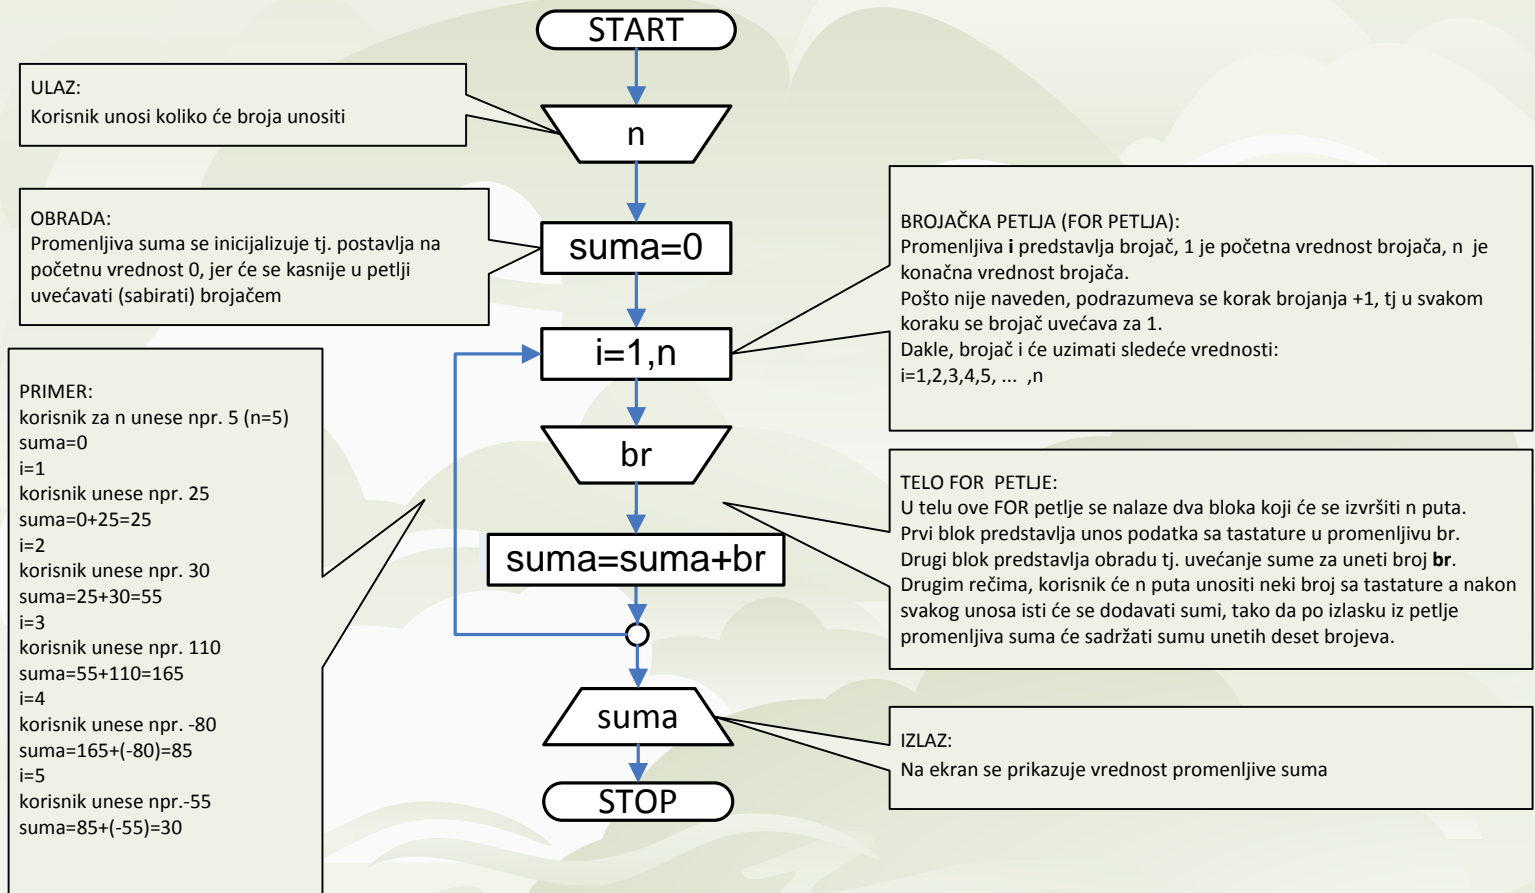 START
ULAZ:
Korisnik unosi koliko će broja unositi
n
OBRADA:
Promenljiva suma se inicijalizuje tj. postavlja na
početnu vrednost 0, jer će se kasnije u petlji
uvećavati (sabirati) brojačem
suma=0
BROJAČKA PETLJA (FOR PETLJA):
Promenljiva i predstavlja brojač, 1 je početna vrednost brojača, n je
konačna vrednost brojača.
Pošto nije naveden, podrazumeva se korak brojanja +1, tj u svakom
koraku se brojač uvećava za 1.
Dakle, brojač i će uzimati sledeće vrednosti:
i=1,2,3,4,5, ... ,n
i=1,n
PRIMER:
korisnik za n unese npr. 5 (n=5)
suma=0
i=1
korisnik unese npr. 25
suma=0+25=25
i=2
korisnik unese npr. 30
suma=25+30=55
i=3
korisnik unese npr. 110
suma=55+110=165
i=4
korisnik unese npr. -80
suma=165+(-80)=85
i=5
korisnik unese npr.-55
suma=85+(-55)=30
br
TELO FOR PETLJE:
U telu ove FOR petlje se nalaze dva bloka koji će se izvršiti n puta.
Prvi blok predstavlja unos podatka sa tastature u promenljivu br.
Drugi blok predstavlja obradu tj. uvećanje sume za uneti broj br.
Drugim rečima, korisnik će n puta unositi neki broj sa tastature a nakon
svakog unosa isti će se dodavati sumi, tako da po izlasku iz petlje
promenljiva suma će sadržati sumu unetih deset brojeva.
suma=suma+br
suma
IZLAZ:
Na ekran se prikazuje vrednost promenljive suma
STOP